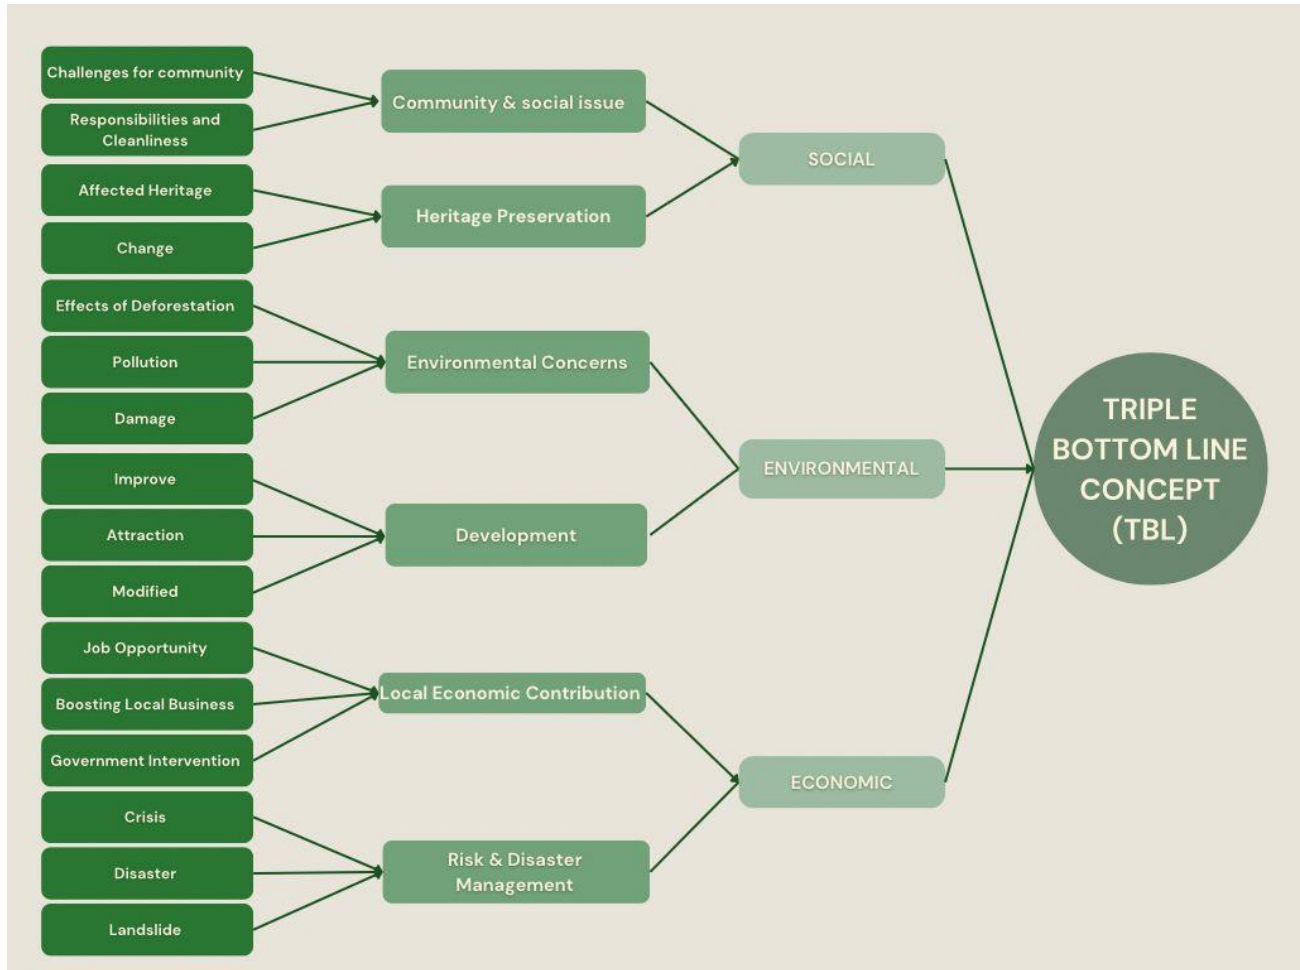 Challenges for community
Responsibilities and
Cleanliness
Affected Heritage
Change
Effects of Deforestation
Pollution
Damage
Improve
Attraction
Modified
Job Opportunity
Boosting Local Business
Government Intervention
Crisis
Disaster
Landslide
Community & social issue
Heritage Preservation
Environmental Concerns
Development
Local Economic Contribution
Risk & Disaster
Management
SOCIAL
ENVIRONMENTAL
ECONOMIC
TRIPLE
BOTTOM LINE
CONCEPT
(TBL)